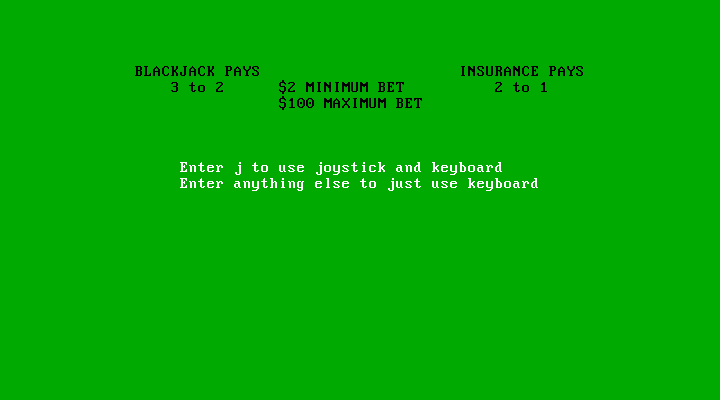 BLACKJACK PAYS INSURANCE PAYS
3 to 2 $2 MINIMUM BET 2 to 1
$100 MAXIMUM BET
Enter j to use joystick and keyboard
Enter anything else to just use keyboard